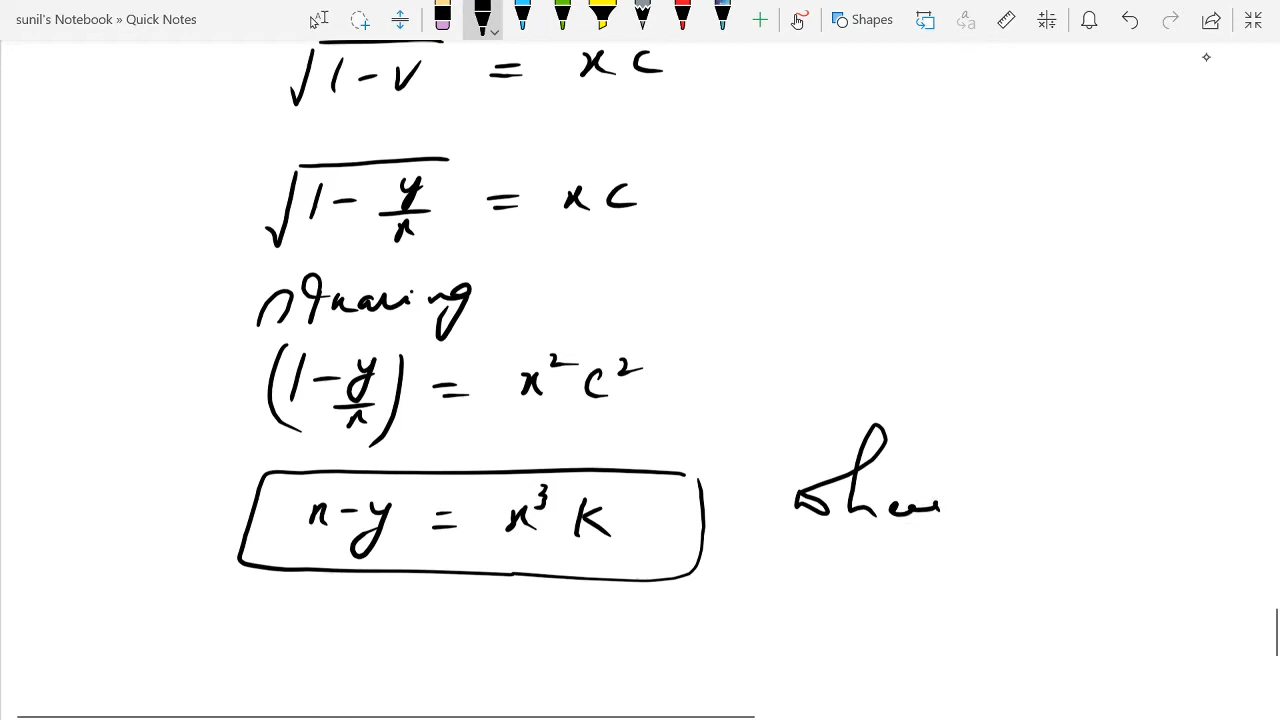 sunil's Notebook » Quick Notes
Shapes
√(1 - v) = x c
√(1 - y/x) = x c
squaring
(1 - y/x) = x² c²
x - y = x³ K